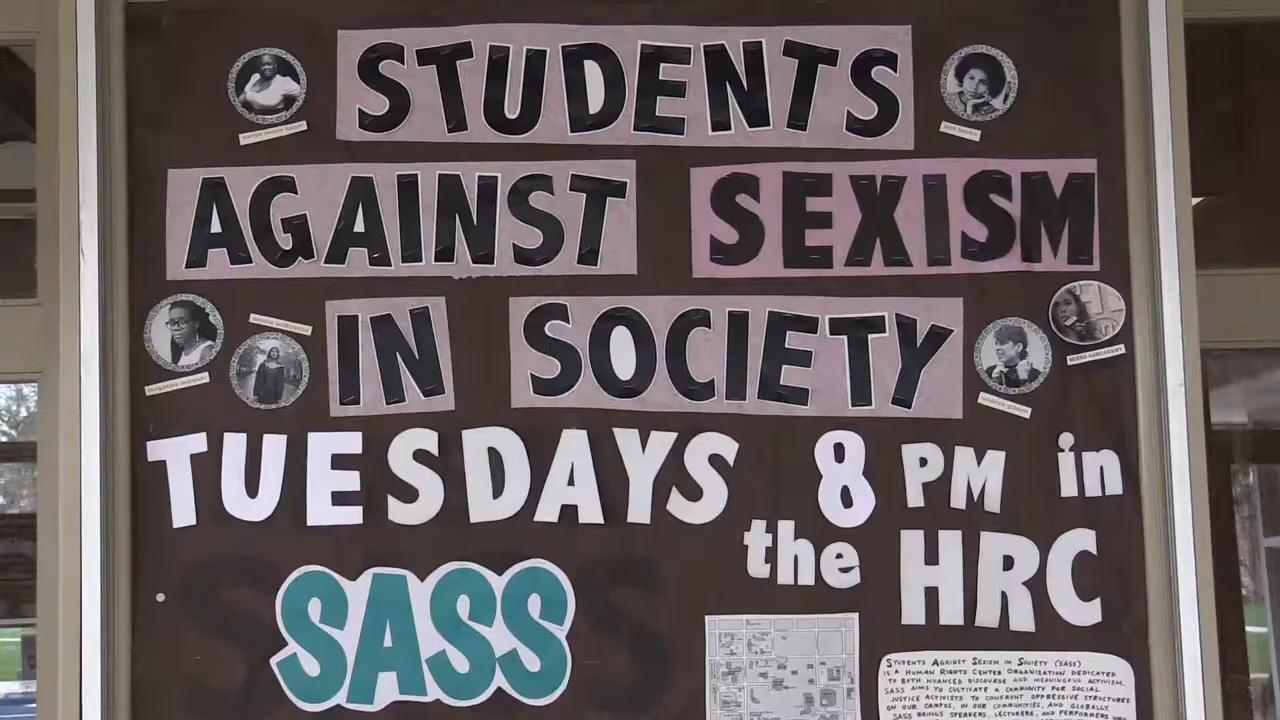 STUDENTS
AGAINST SEXISM
IN SOCIETY
MEENA KANDASAMY
TUESDAYS 8 PM in
the HRC
SASS
STUDENTS AGAINST SEXISM IN SOCIETY (SASS)
IS A HUMAN RIGHTS CENTER ORGANIZATION DEDICATED
TO BOTH NUANCED DISCOURSE AND MEANINGFUL ACTIVISM.
SASS AIMS TO CULTIVATE A COMMUNITY FOR SOCIAL
JUSTICE ACTIVISTS TO CONFRONT OPPRESSIVE STRUCTURES
ON OUR CAMPUS, IN OUR COMMUNITIES, AND GLOBALLY.
SASS BRINGS SPEAKERS, LECTURERS, AND PERFORMERS